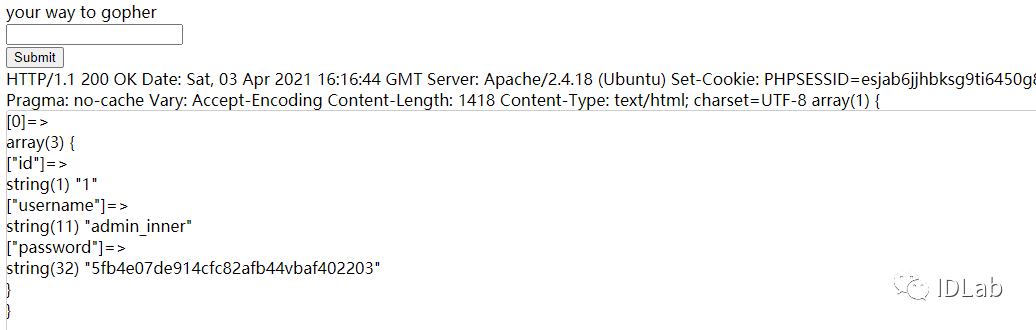 your way to gopher
Submit
HTTP/1.1 200 OK Date: Sat, 03 Apr 2021 16:16:44 GMT Server: Apache/2.4.18 (Ubuntu) Set-Cookie: PHPSESSID=esjab6jjhbksg9ti6450g8
Pragma: no-cache Vary: Accept-Encoding Content-Length: 1418 Content-Type: text/html; charset=UTF-8 array(1) {
[0]=>
array(3) {
["id"]=>
string(1) "1"
["username"]=>
string(11) "admin_inner"
["password"]=>
string(32) "5fb4e07de914cfc82afb44vbaf402203"
}
}
IDLab